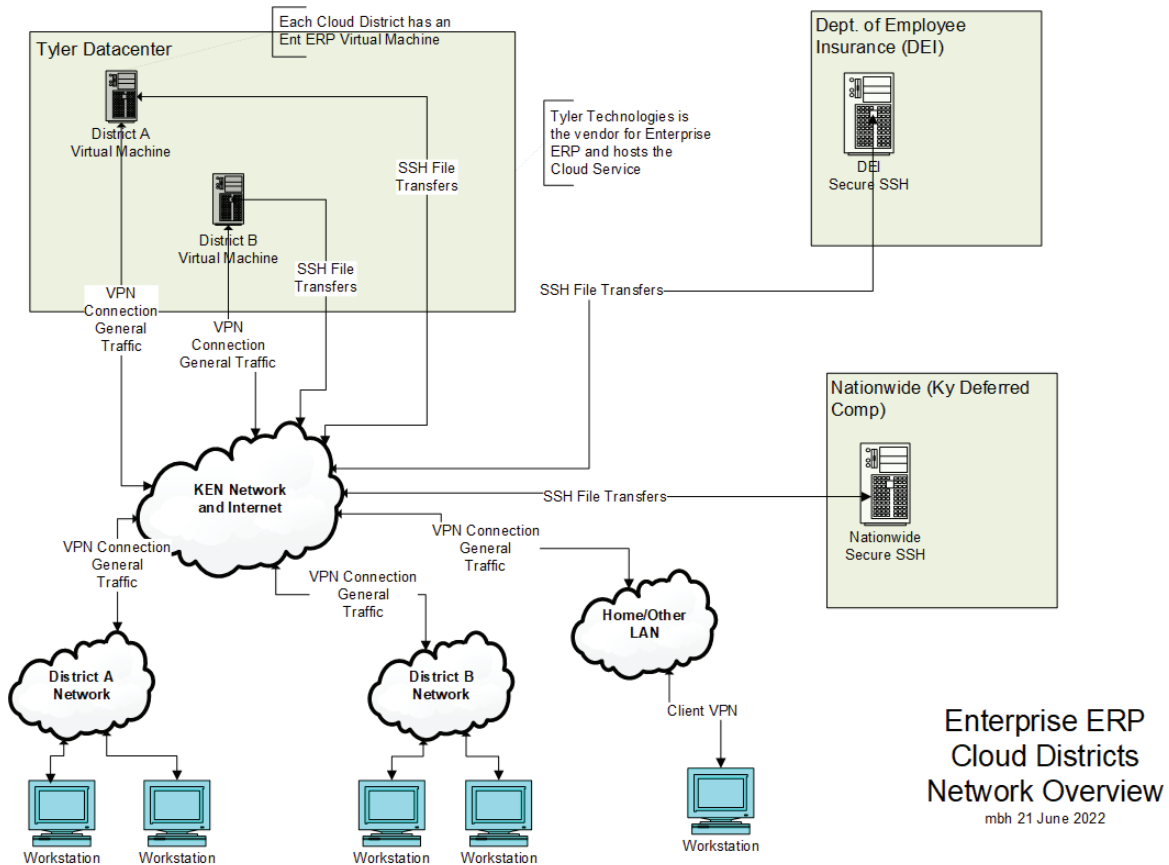 Each Cloud District has an
Ent ERP Virtual Machine
Tyler Datacenter
District A
Virtual Machine
District B
Virtual Machine
SSH File
Transfers
SSH File
Transfers
VPN
Connection
General
Traffic
VPN
Connection
General Traffic
Tyler Technologies is
the vendor for Enterprise
ERP and hosts the
Cloud Service
Dept. of Employee
Insurance (DEI)
DEI
Secure SSH
SSH File Transfers
Nationwide (Ky Deferred
Comp)
Nationwide
Secure SSH
SSH File Transfers
KEN Network
and Internet
VPN Connection
General
Traffic
VPN Connection
General
Traffic
VPN Connection
General
Traffic
Home/Other
LAN
District A
Network
District B
Network
Client VPN
Workstation
Workstation
Workstation
Workstation
Workstation
Enterprise ERP
Cloud Districts
Network Overview
mbh 21 June 2022